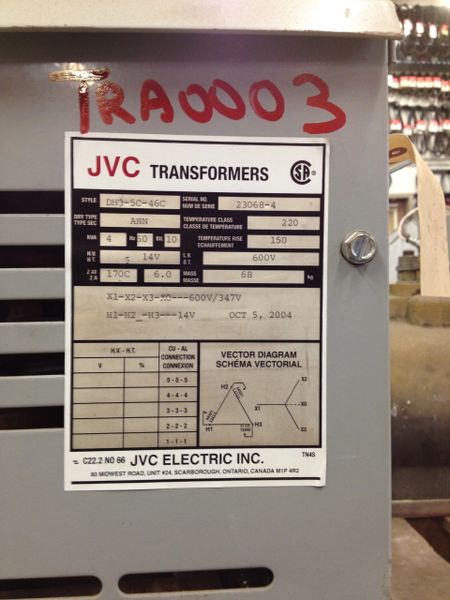 TRA0003
JVC TRANSFORMERS
STYLE DH3-5C-46C SERIAL NO. NUM DE SERIE 23068-4
DRY TYPE TYPE SEC ANN TEMPERATURE CLASS CLASSE DE TEMPERATURE 220
KVA 4 Hz 60 BIL 10 TEMPERATURE RISE ECHAUFFEMENT 150
H.V. H.T. 14V L.V. B.T. 600V
Z AT Z A 170C 6.0 MASS MASSE 68 kg
X1-X2-X3-X0---600V/347V
H1-H2_-H3---14V OCT 5, 2004
H.V. - H.T. CU - AL
V % CONNECTION CONNEXION
5-5-5
4-4-4
3-3-3
2-2-2
1-1-1
VECTOR DIAGRAM
SCHÉMA VECTORIAL
H2 X2
X1 X0
H1 H3 X3
C22.2 NO 66 JVC ELECTRIC INC. TN4S
80 MIDWEST ROAD, UNIT #24, SCARBOROUGH, ONTARIO, CANADA M1P 4R2